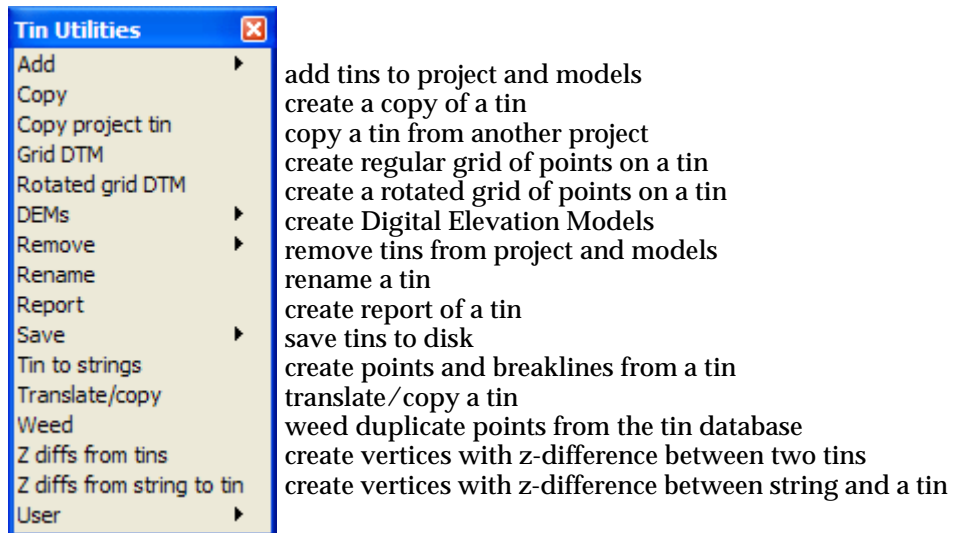 Tin Utilities
Add
add tins to project and models
Copy
create a copy of a tin
Copy project tin
copy a tin from another project
Grid DTM
create regular grid of points on a tin
Rotated grid DTM
create a rotated grid of points on a tin
DEMs
create Digital Elevation Models
Remove
remove tins from project and models
Rename
rename a tin
Report
create report of a tin
Save
save tins to disk
Tin to strings
create points and breaklines from a tin
Translate/copy
translate/copy a tin
Weed
weed duplicate points from the tin database
Z diffs from tins
create vertices with z-difference between two tins
Z diffs from string to tin
create vertices with z-difference between string and a tin
User